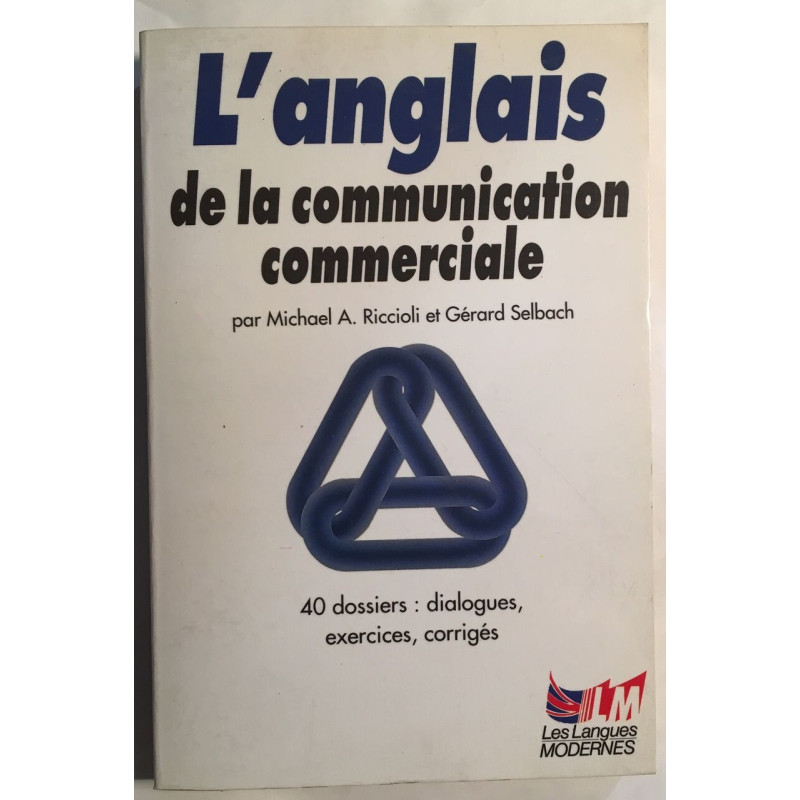 L'anglais
de la communication
commerciale
par Michael A. Riccioli et Gérard Selbach
40 dossiers : dialogues,
exercices, corrigés
LM
Les Langues
MODERNES